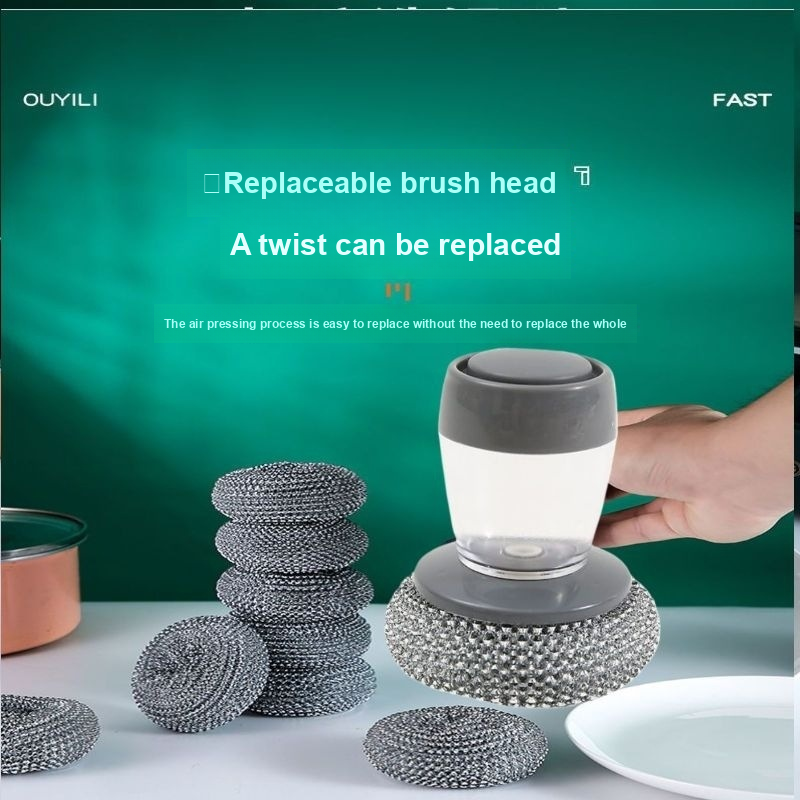 OUYILI
FAST
Replaceable brush head
A twist can be replaced
The air pressing process is easy to replace without the need to replace the whole